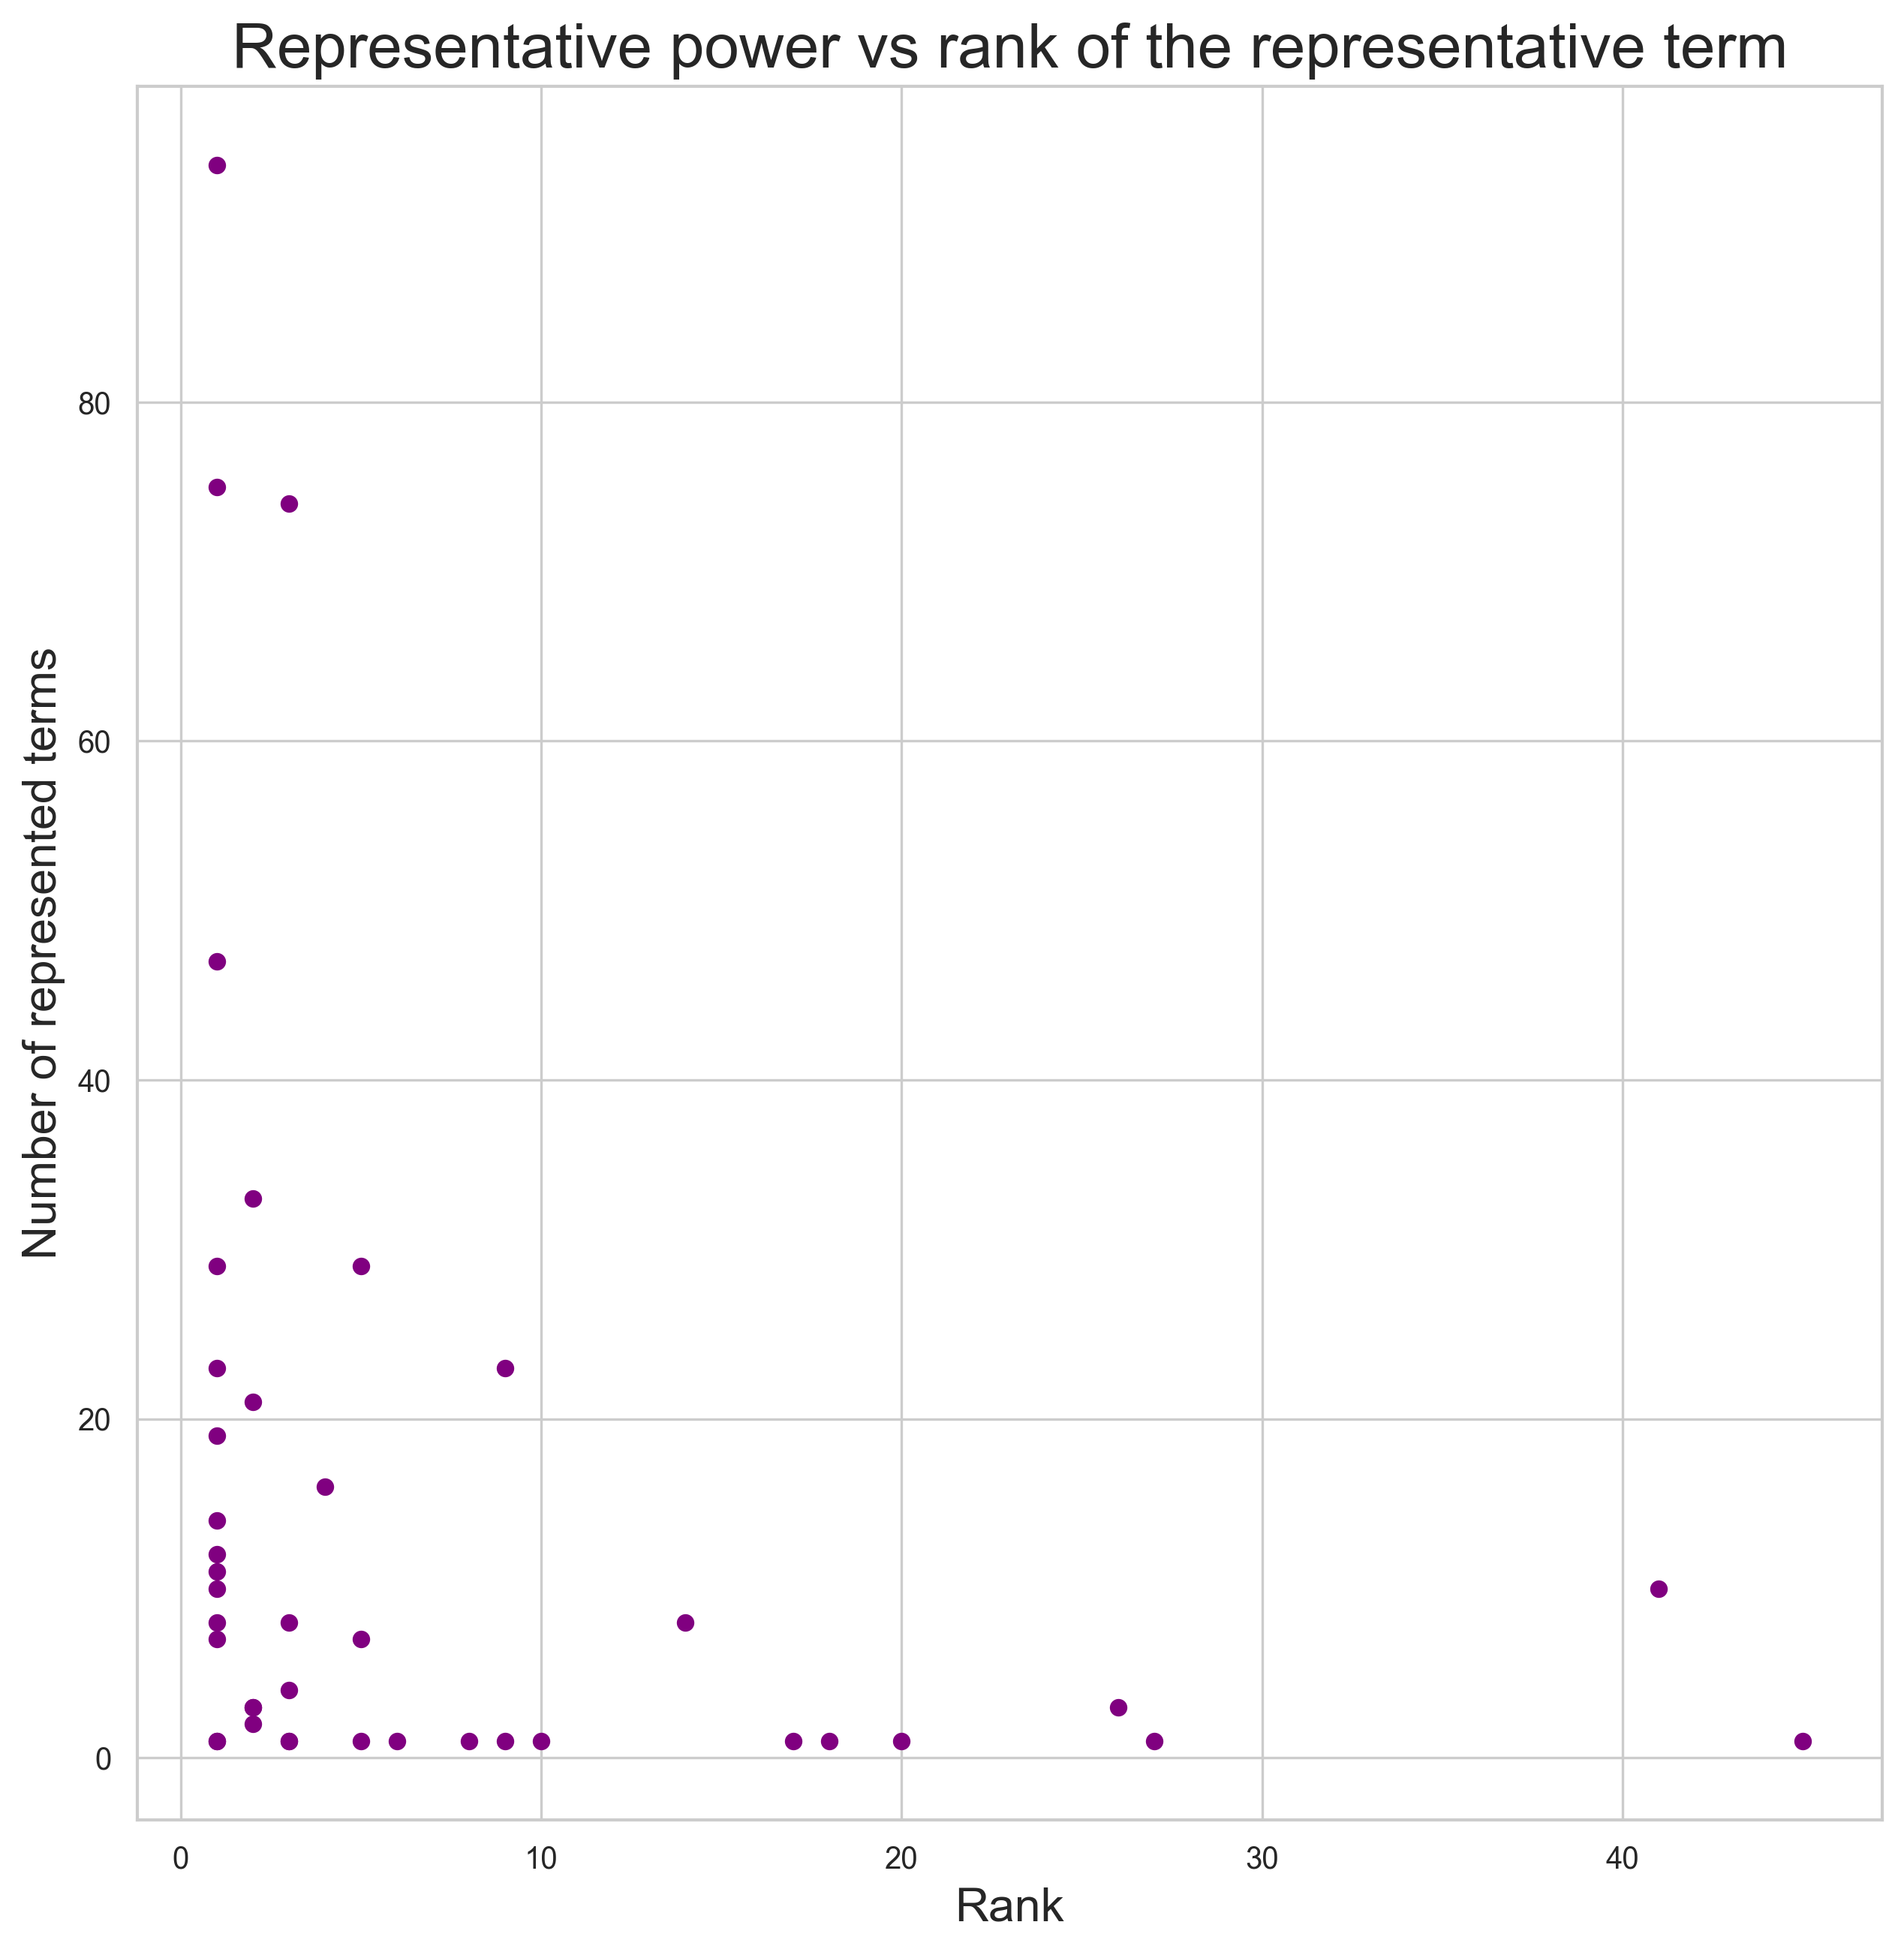 Representative power vs rank of the representative term
Number of represented terms
80
60
40
20
0
0 10 20 30 40
Rank